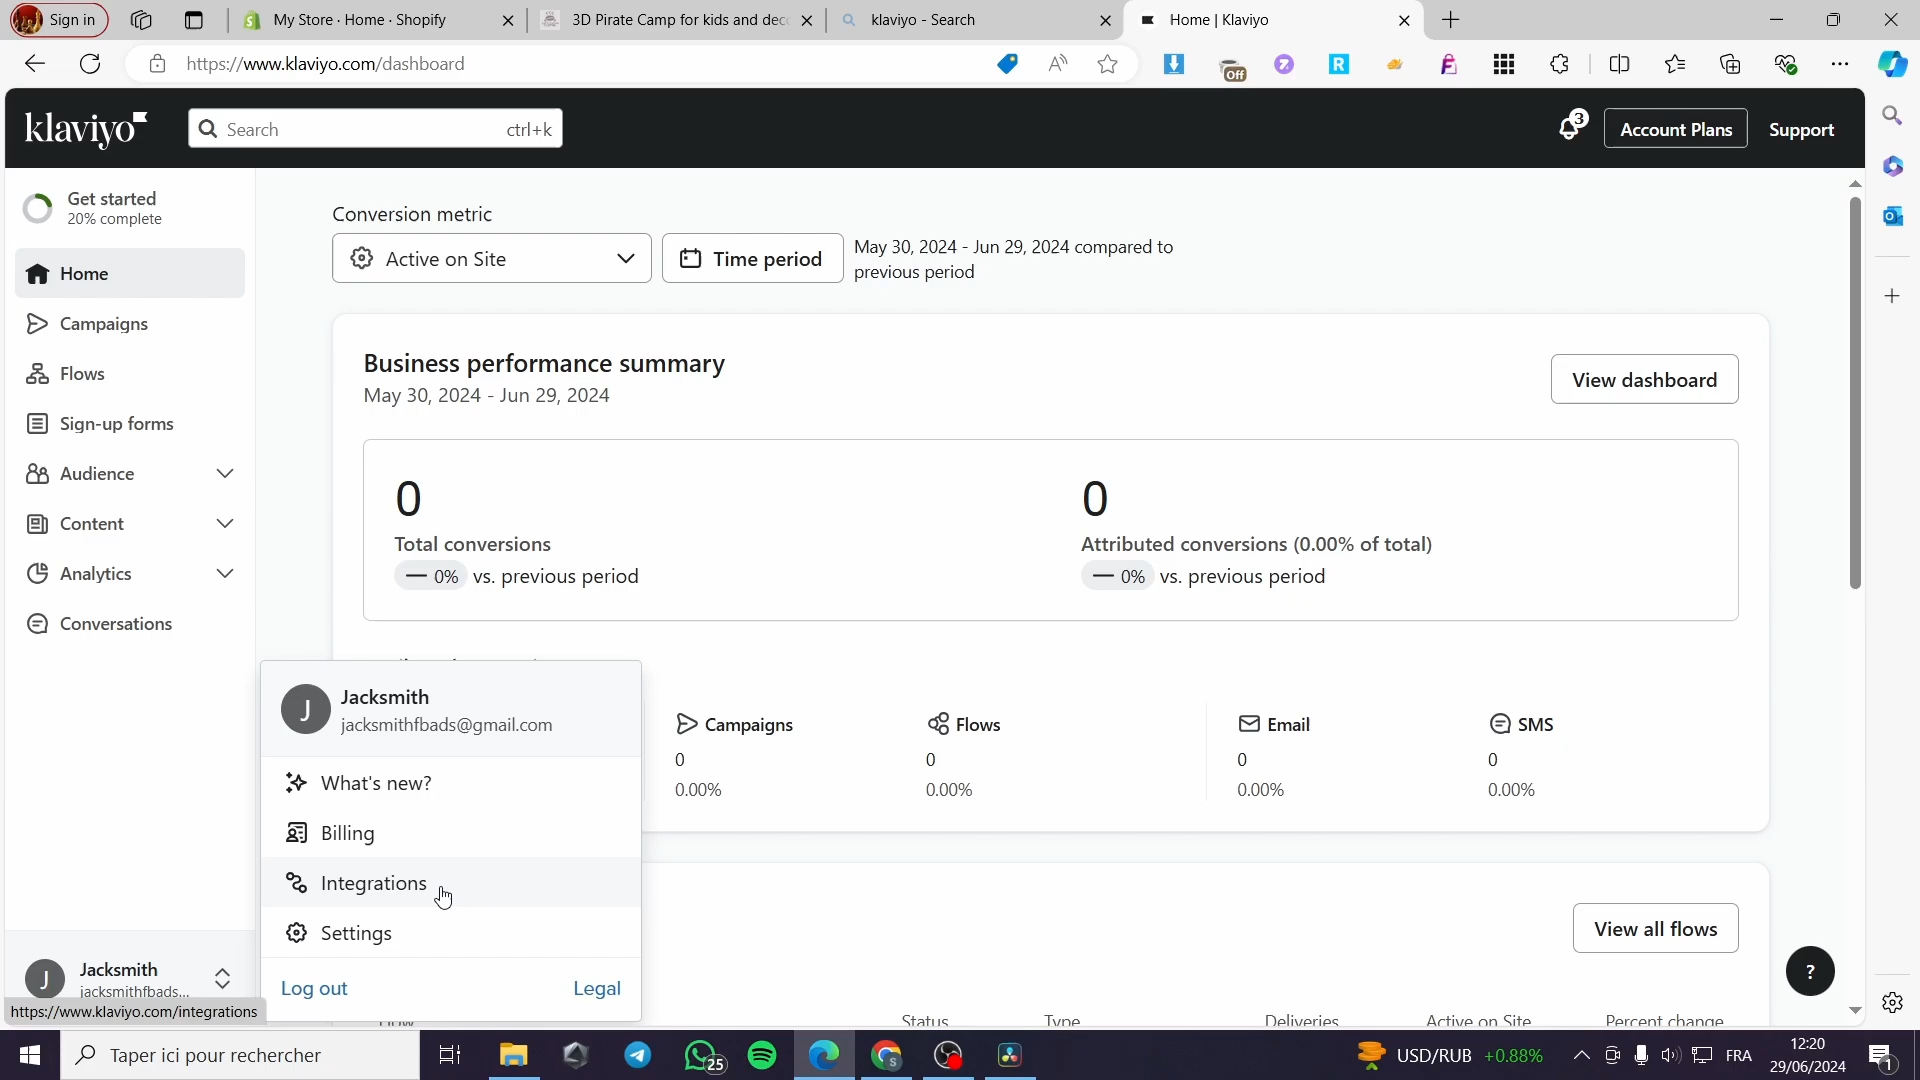 Sign in
My Store · Home · Shopify
3D Pirate Camp for kids and deco
klaviyo - Search
Home | Klaviyo
https://www.klaviyo.com/dashboard
Off
klaviyo
Search
ctrl+k
3
Account Plans
Support
Get started
20% complete
Home
Campaigns
Flows
Sign-up forms
Audience
Content
Analytics
Conversations
Conversion metric
Active on Site
Time period
May 30, 2024 - Jun 29, 2024 compared to
previous period
Business performance summary
May 30, 2024 - Jun 29, 2024
View dashboard
0
Total conversions
— 0% vs. previous period
0
Attributed conversions (0.00% of total)
— 0% vs. previous period
Campaigns
0
0.00%
Flows
0
0.00%
Email
0
0.00%
SMS
0
0.00%
J
Jacksmith
jacksmithfbads@gmail.com
What's new?
Billing
Integrations
Settings
Log out
Legal
View all flows
?
J
Jacksmith
jacksmithfbads...
https://www.klaviyo.com/integrations
Flow
Status
Type
Deliveries
Active on Site
Percent change
Taper ici pour rechercher
25
USD/RUB +0.88%
FRA
12:20
29/06/2024
1